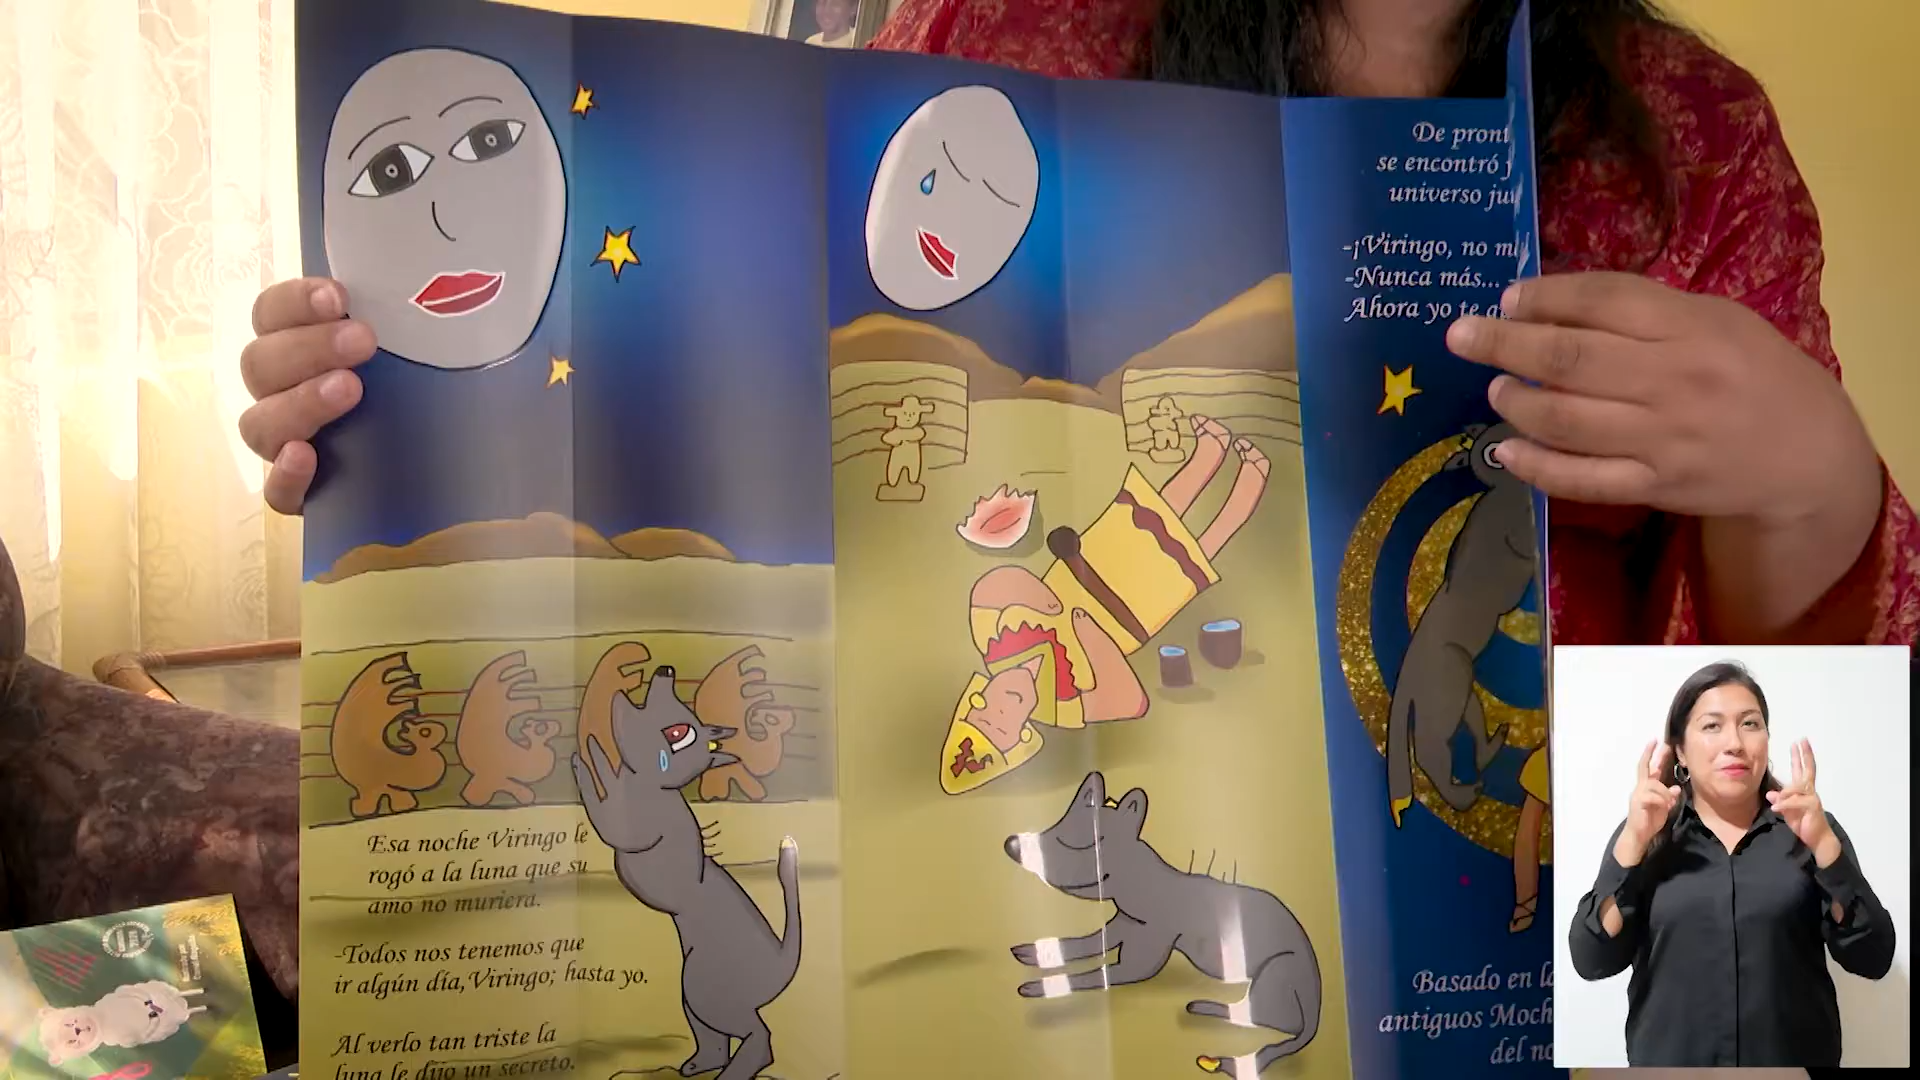 Esa noche Viringo le
rogó a la luna que su
amo no muriera.
-Todos nos tenemos que
ir algún día, Viringo; hasta yo.
Al verlo tan triste la
luna le dijo un secreto.
De pront
se encontró j
universo ju
-¡Viringo, no m
-Nunca más...
Ahora yo te
Basado en
antiguos Moch
del no